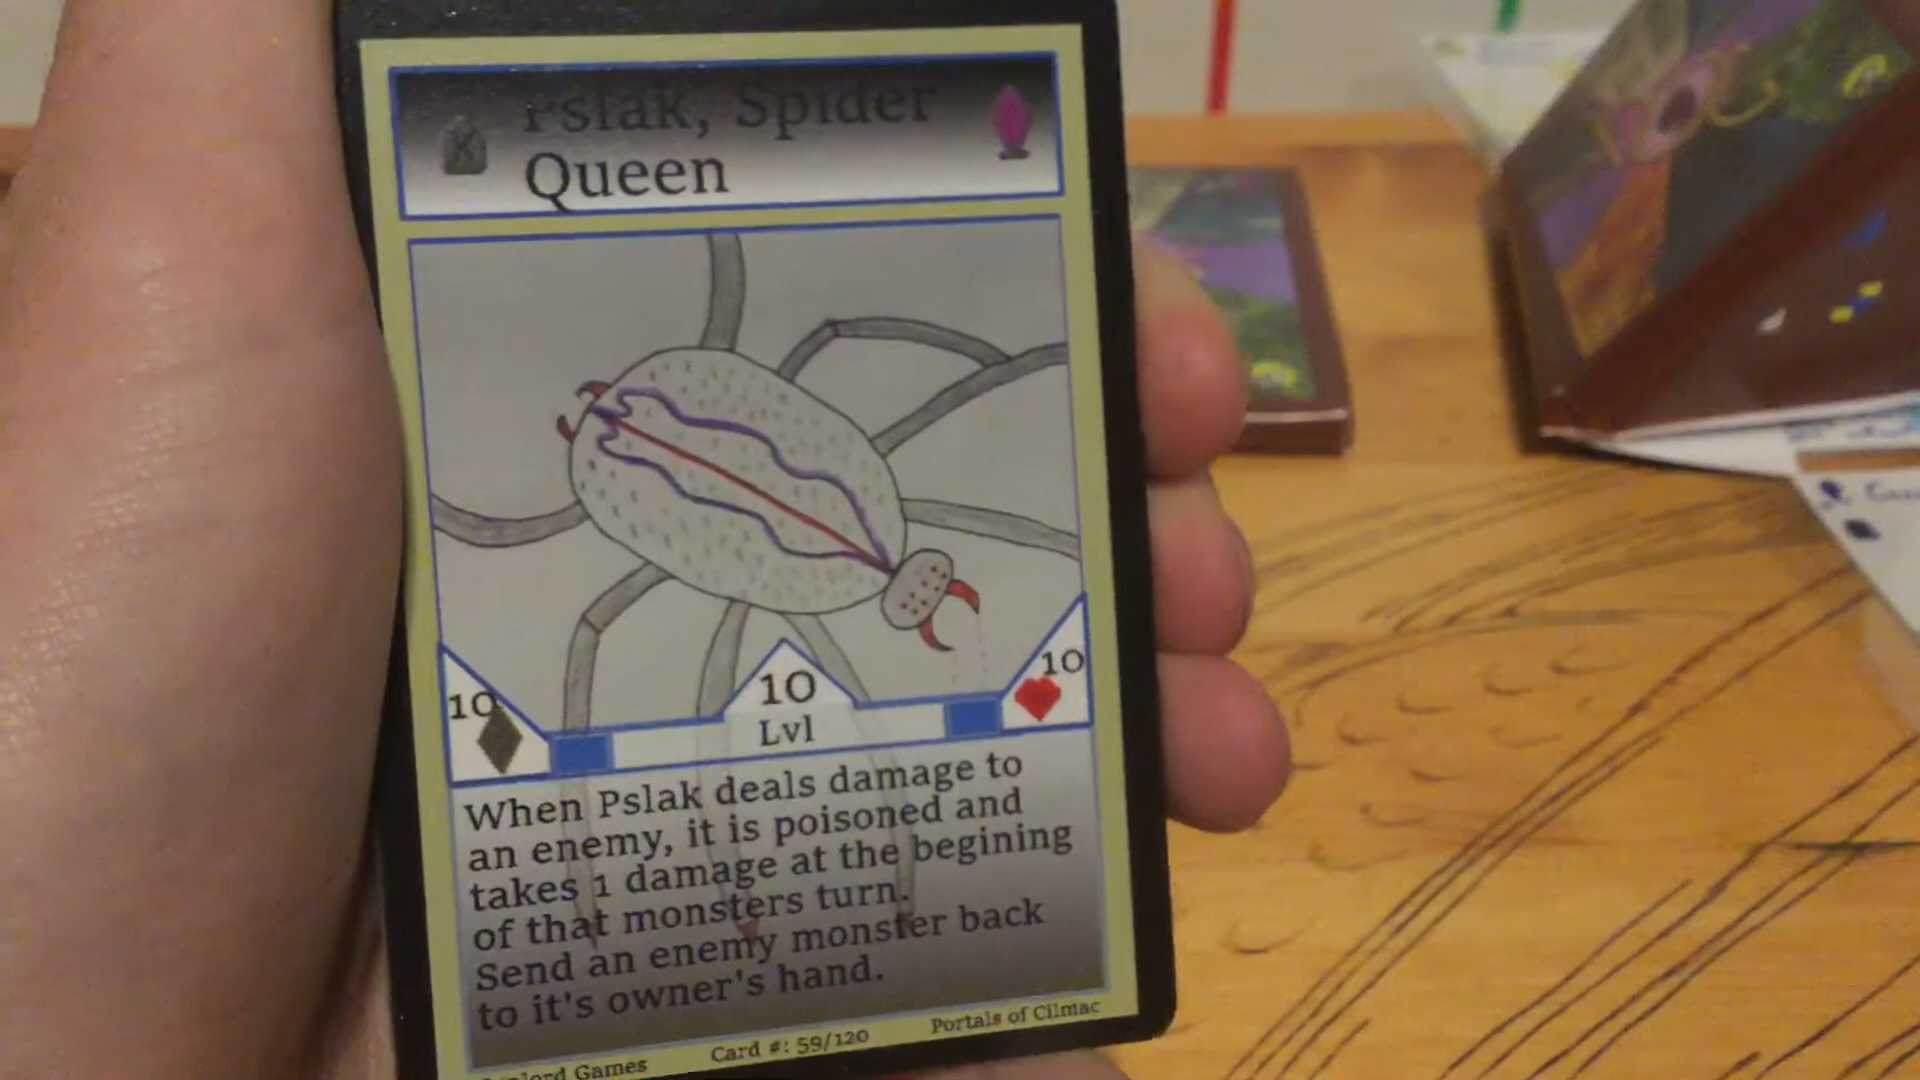 Pslak, Spider
Queen
10
10
Lvl
10
When Pslak deals damage to
an enemy, it is poisoned and
takes 1 damage at the begining
of that monsters turn.
Send an enemy monster back
to it's owner's hand.
Games
Card #: 59/120
Portals of Cilmac